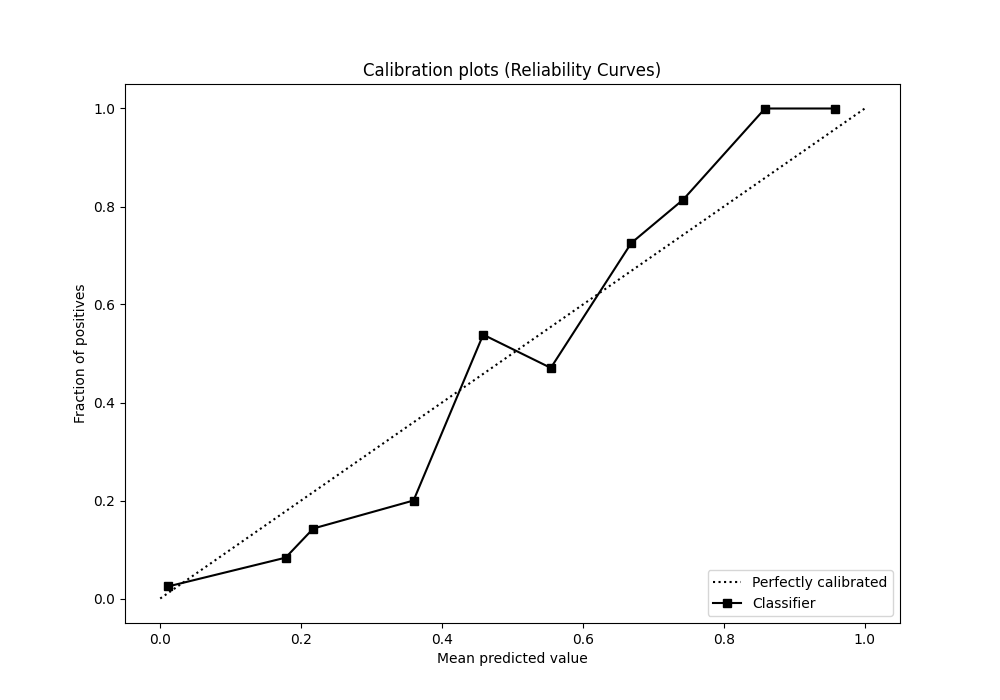 Calibration plots (Reliability Curves)
1.0
0.8
0.6
0.4
0.2
0.0
Fraction of positives
Perfectly calibrated
Classifier
0.0 0.2 0.4 0.6 0.8 1.0
Mean predicted value